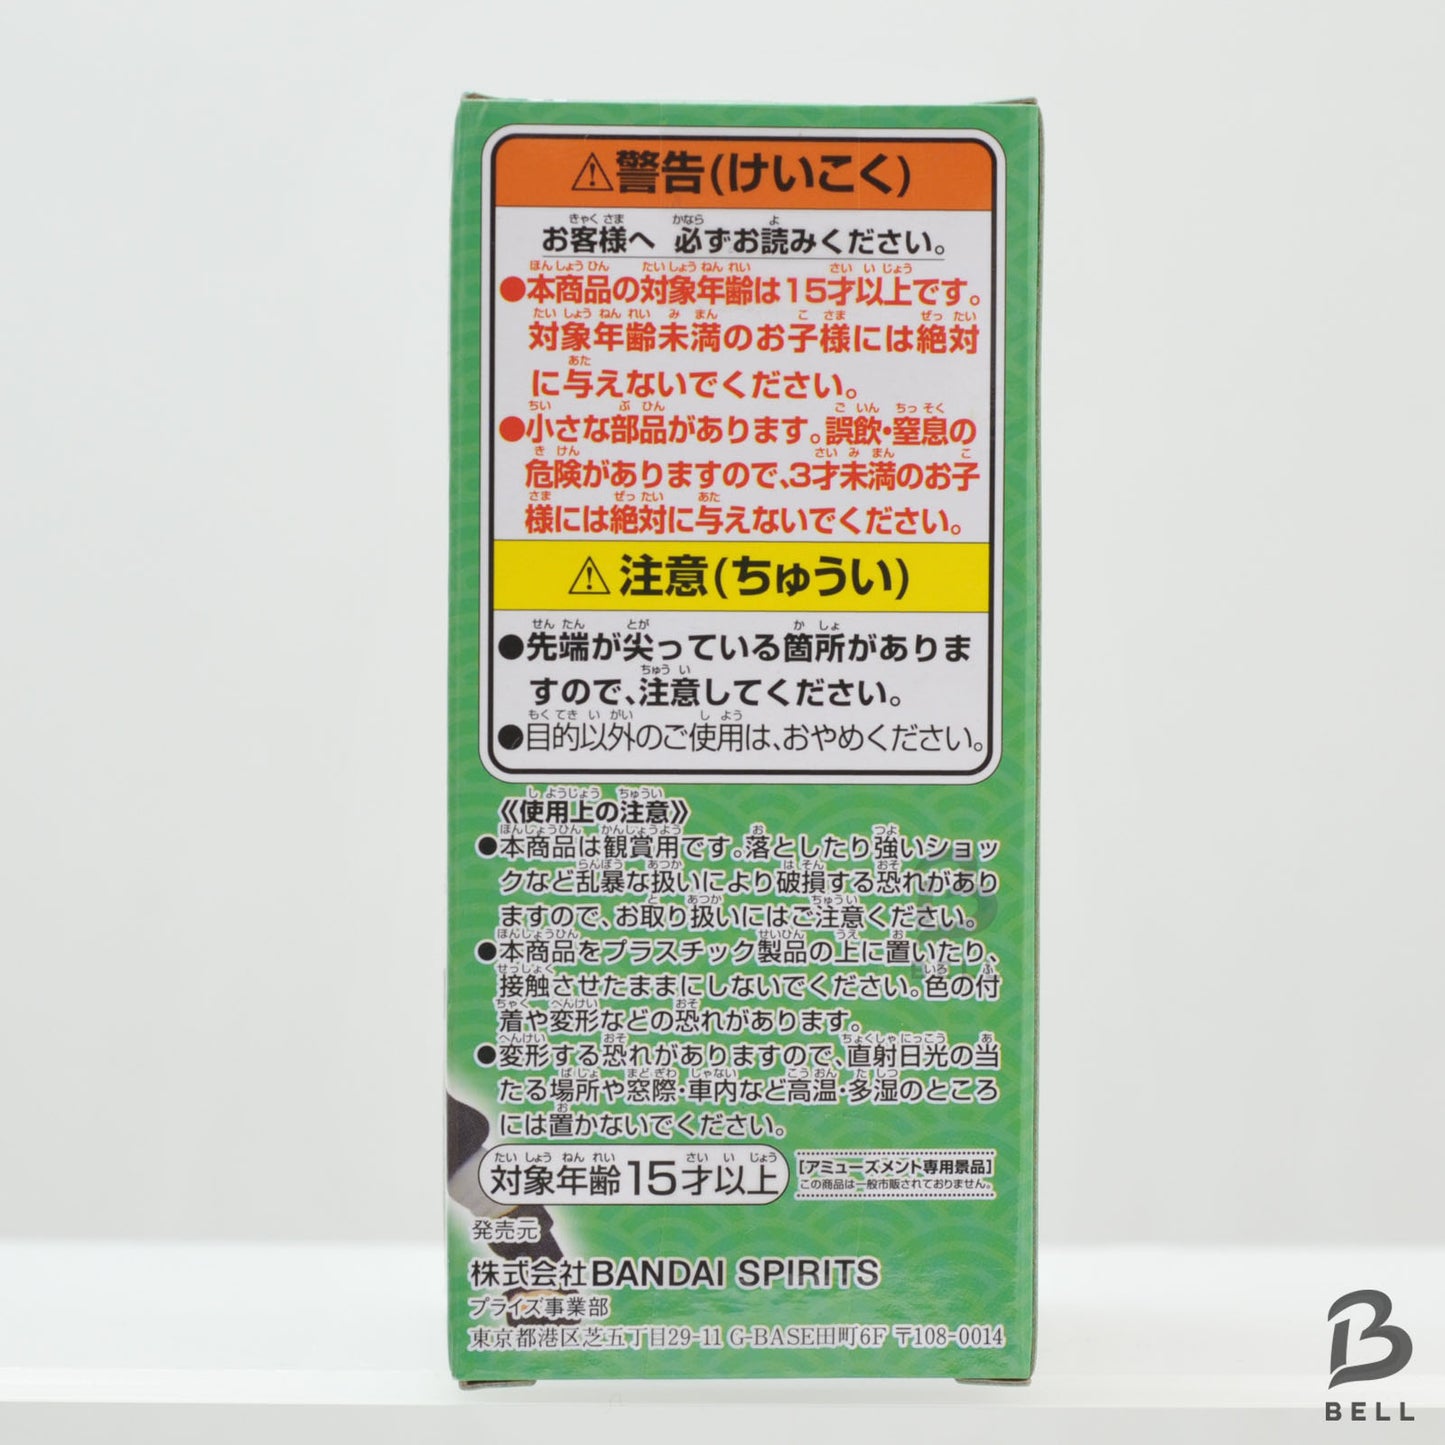 ⚠警告(けいこく)
お客様へ 必ずお読みください。
●本商品の対象年齢は15才以上です。
対象年齢未満のお子様には絶対
に与えないでください。
●小さな部品があります。誤飲・窒息の
危険がありますので、3才未満のお子
様には絶対に与えないでください。
⚠注意(ちゅうい)
●先端が尖っている箇所がありま
すので、注意してください。
●目的以外のご使用は、おやめください。
《使用上の注意》
●本商品は観賞用です。落としたり強いショッ
クなど乱暴な扱いにより破損する恐れがあり
ますので、お取り扱いにはご注意ください。
●本商品をプラスチック製品の上に置いたり、
接触させたままにしないでください。色の付
着や変形などの恐れがあります。
●変形する恐れがありますので、直射日光の当
たる場所や窓際・車内など高温・多湿のところ
には置かないでください。
対象年齢15才以上
[アミューズメント専用景品]
この商品は一般市販されておりません。
発売元
株式会社BANDAI SPIRITS
プライズ事業部
東京都港区芝五丁目29-11 G-BASE田町6F 〒108-0014
B
BELL